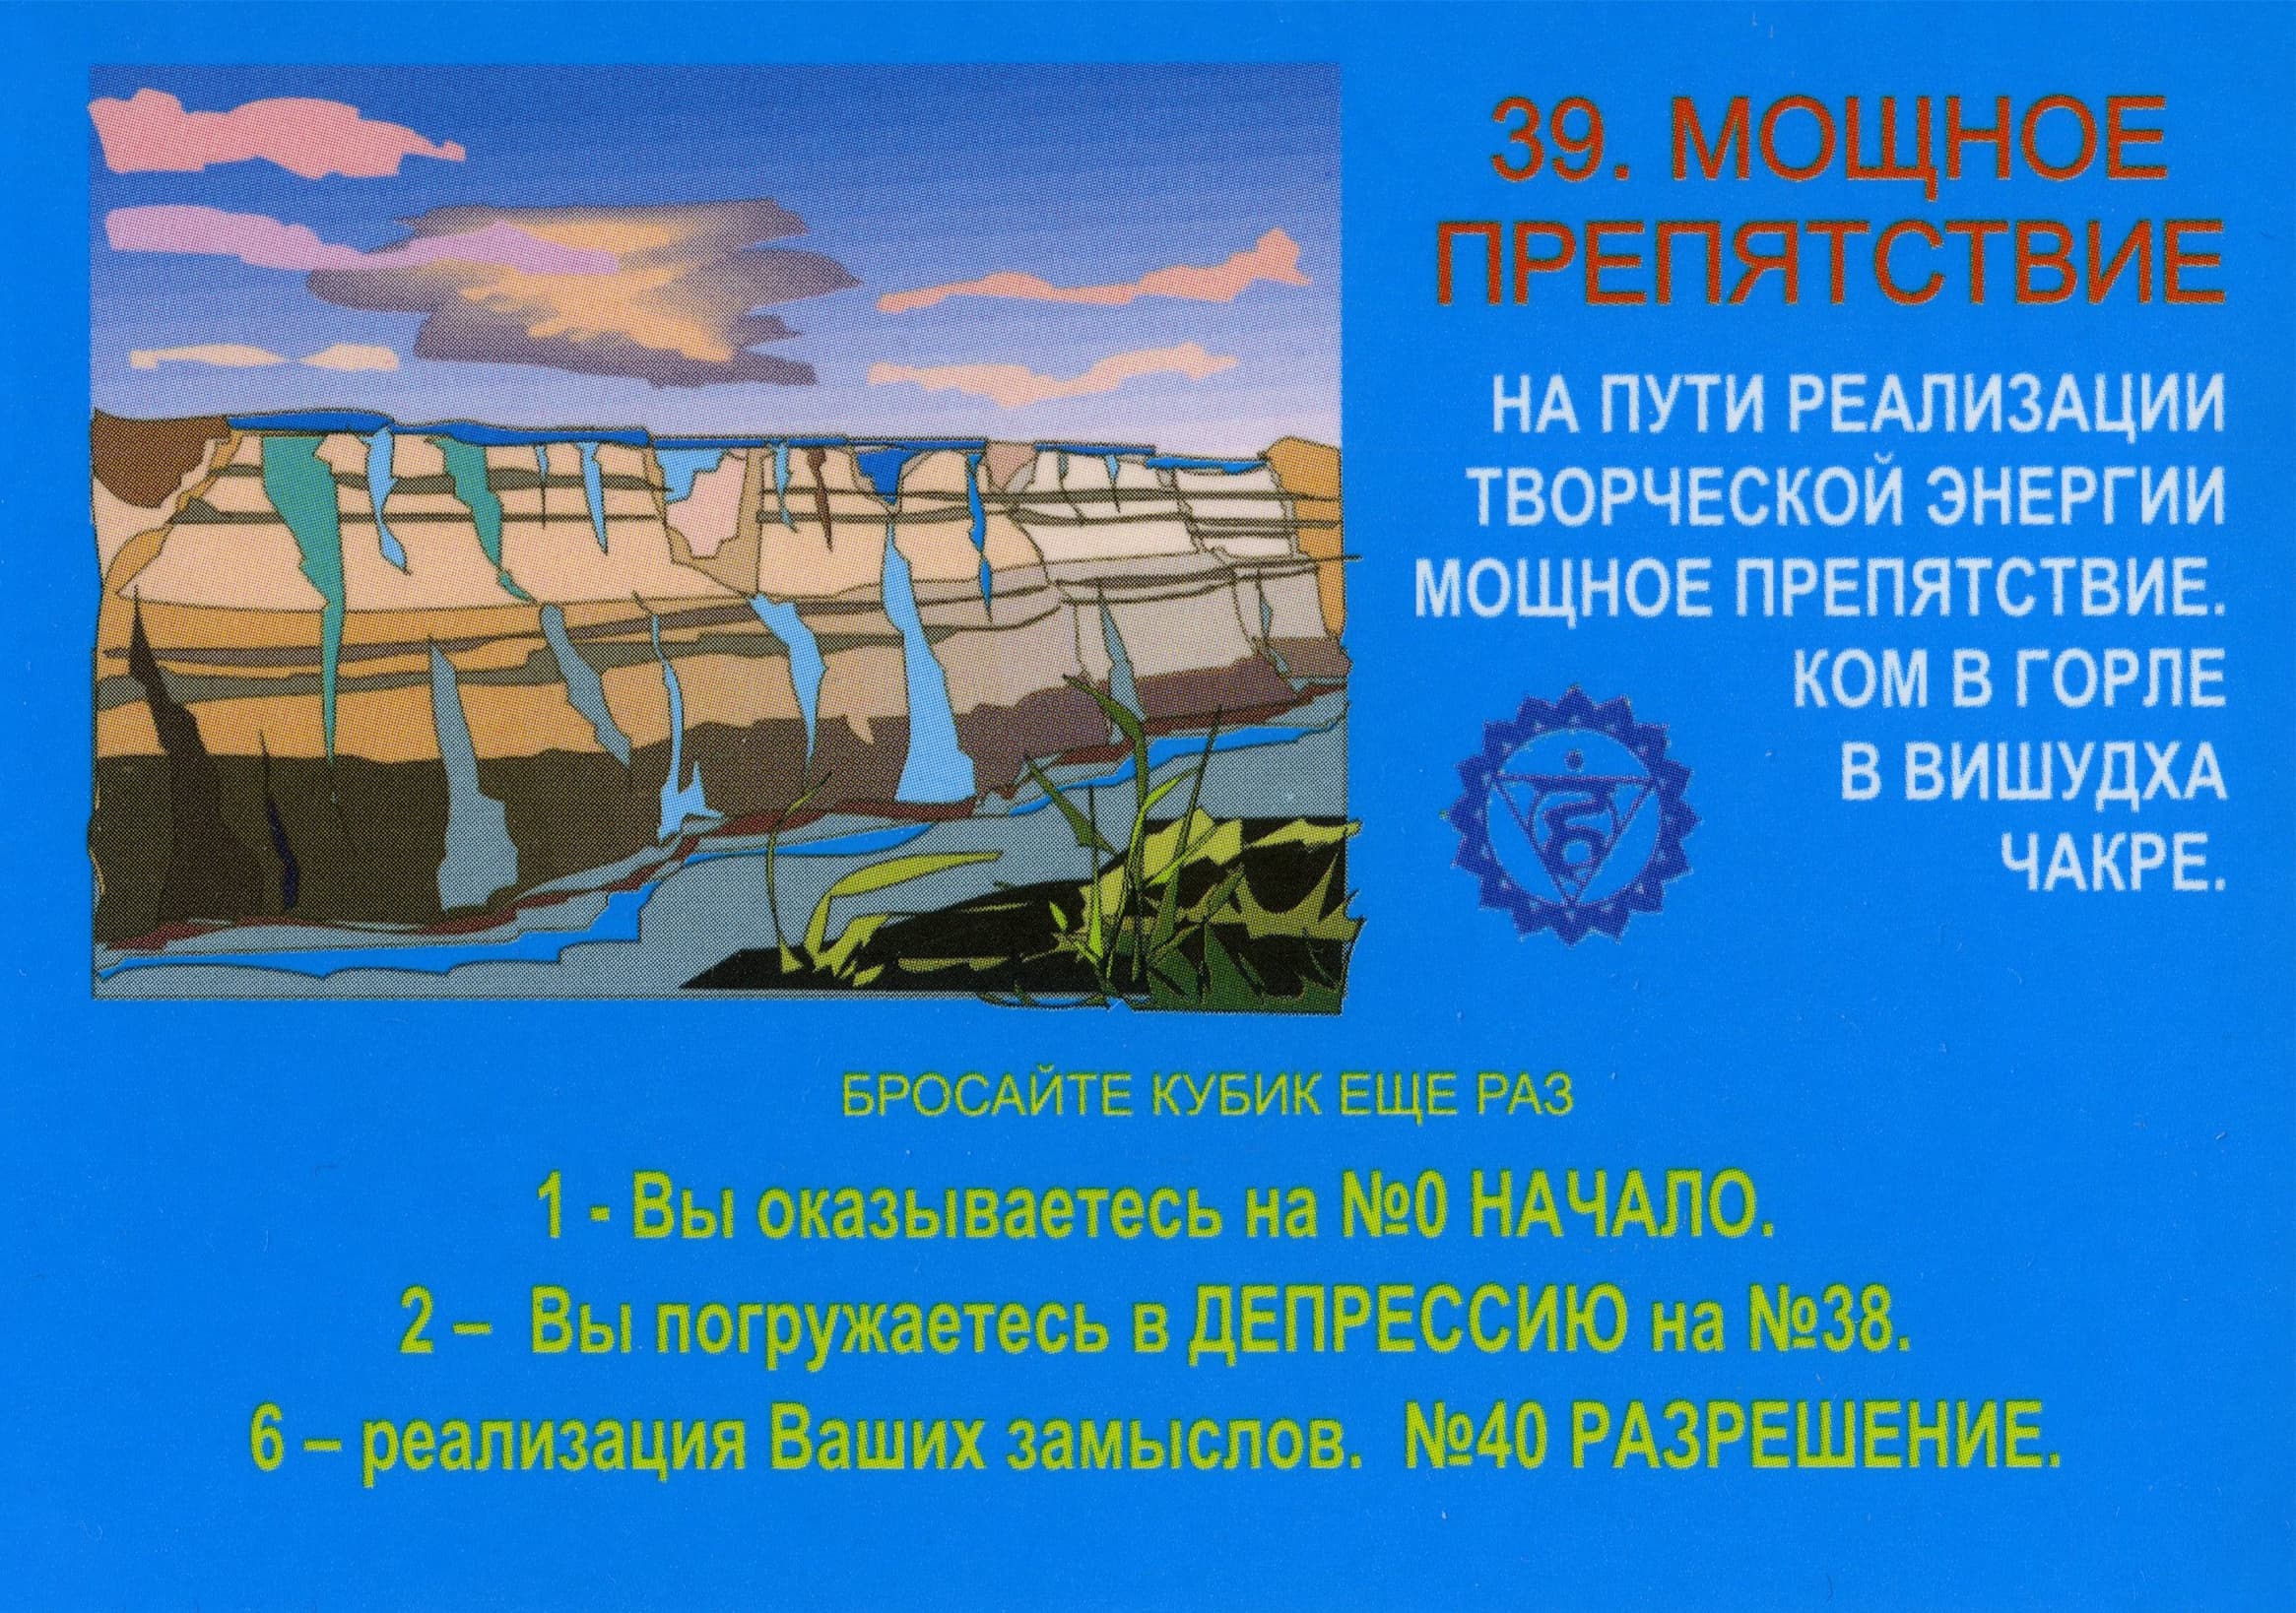 39. МОЩНОЕ
ПРЕПЯТСТВИЕ
НА ПУТИ РЕАЛИЗАЦИИ
ТВОРЧЕСКОЙ ЭНЕРГИИ
МОЩНОЕ ПРЕПЯТСТВИЕ.
КОМ В ГОРЛЕ
В ВИШУДХА
ЧАКРЕ.
БРОСАЙТЕ КУБИК ЕЩЕ РАЗ
1 - Вы оказываетесь на №0 НАЧАЛО.
2 – Вы погружаетесь в ДЕПРЕССИЮ на №38.
6 – реализация Ваших замыслов. №40 РАЗРЕШЕНИЕ.